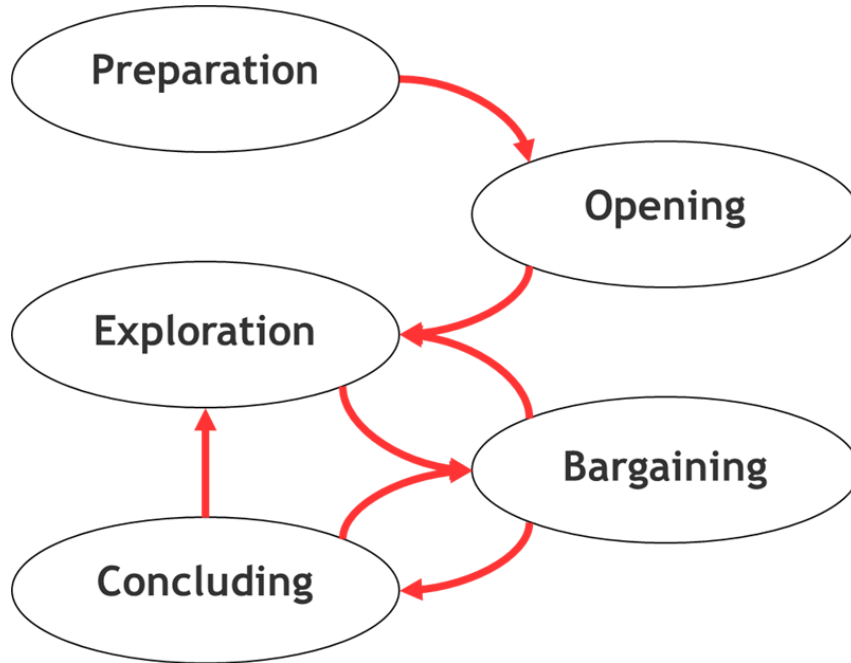 Preparation
Opening
Exploration
Bargaining
Concluding